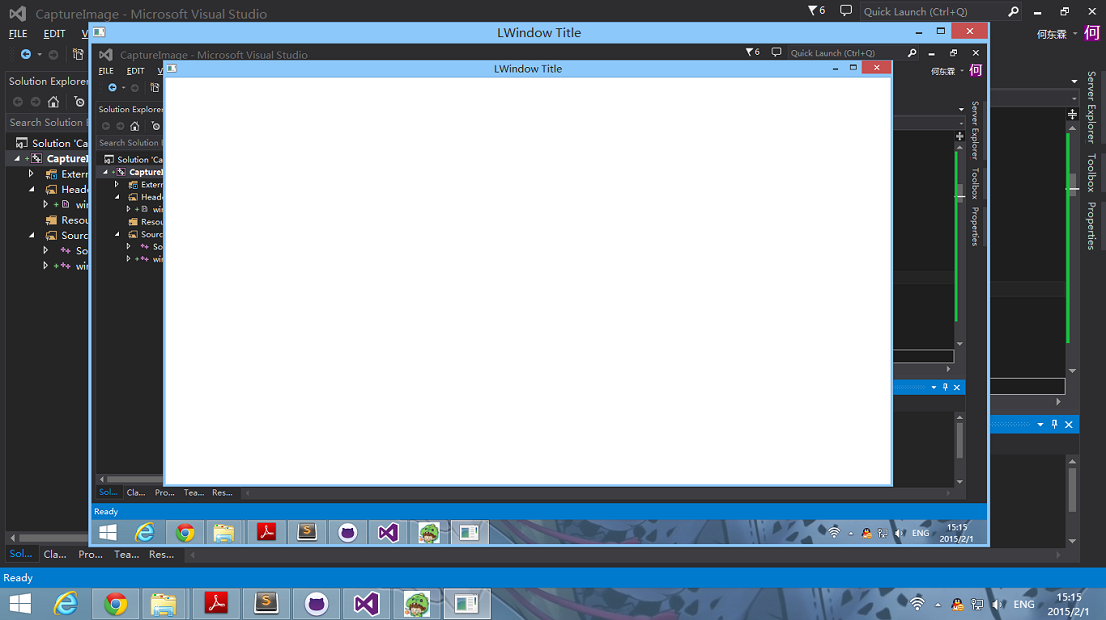 CaptureImage - Microsoft Visual Studio
6
Quick Launch (Ctrl+Q)
FILE EDIT
何东霖
何
LWindow Title
CaptureImage - Microsoft Visual Studio
6
Quick Launch (Ctrl+Q)
FILE EDIT
何东霖
何
LWindow Title
Solution Explorer
Search Solution E
Solution 'Ca
CaptureI
Extern
Heade
win
Resou
Sourc
So
win
Solution Explorer
Search Solution
Solution 'Ca
CaptureI
Extern
Heade
wi
Resou
Sourc
So
wi
Server Explorer
Toolbox
Properties
Server Explorer
Toolbox
Properties
Sol... Cla... Pro... Tea... Res...
Ready
ENG
15:15
2015/2/1
Sol... Cla... Pro... Tea... Res...
Ready
ENG
15:15
2015/2/1